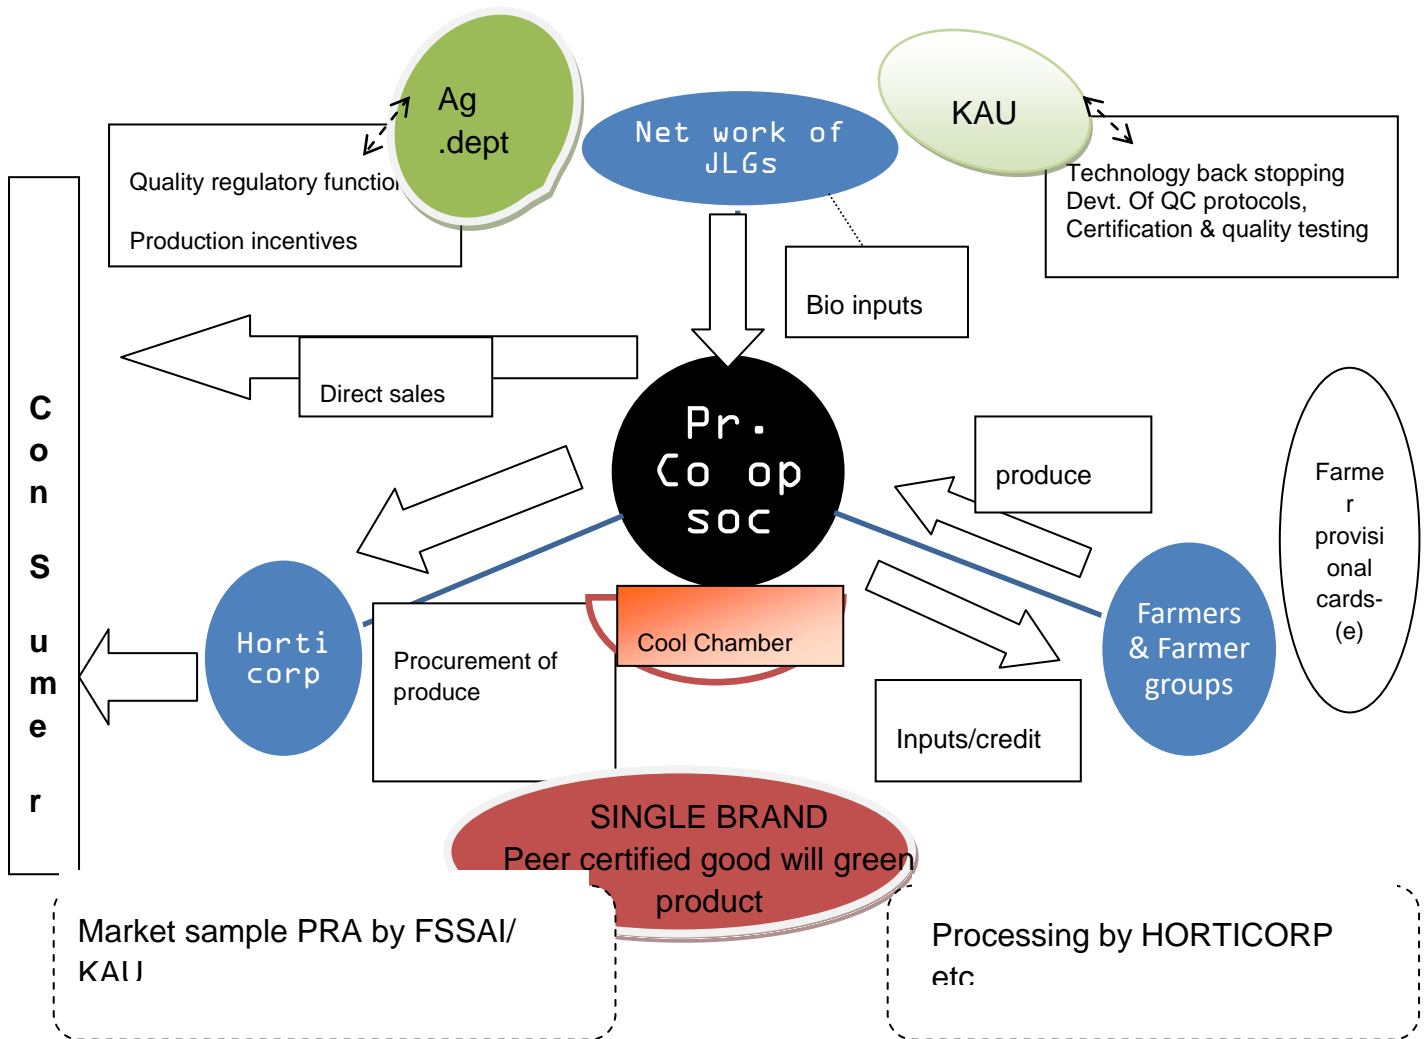 Ag
.dept
Net work of
JLGs
KAU
Quality regulatory functio
Production incentives
Technology back stopping
Devt. Of QC protocols,
Certification & quality testing
Bio inputs
Direct sales
C
o
n
S
u
m
e
r
Pr.
Co op
soc
produce
Farme
r
provisi
onal
cards-
(e)
Horti
corp
Procurement of
produce
Cool Chamber
Farmers
& Farmer
groups
Inputs/credit
SINGLE BRAND
Peer certified good will green
product
Market sample PRA by FSSAI/
KAU
Processing by HORTICORP
etc